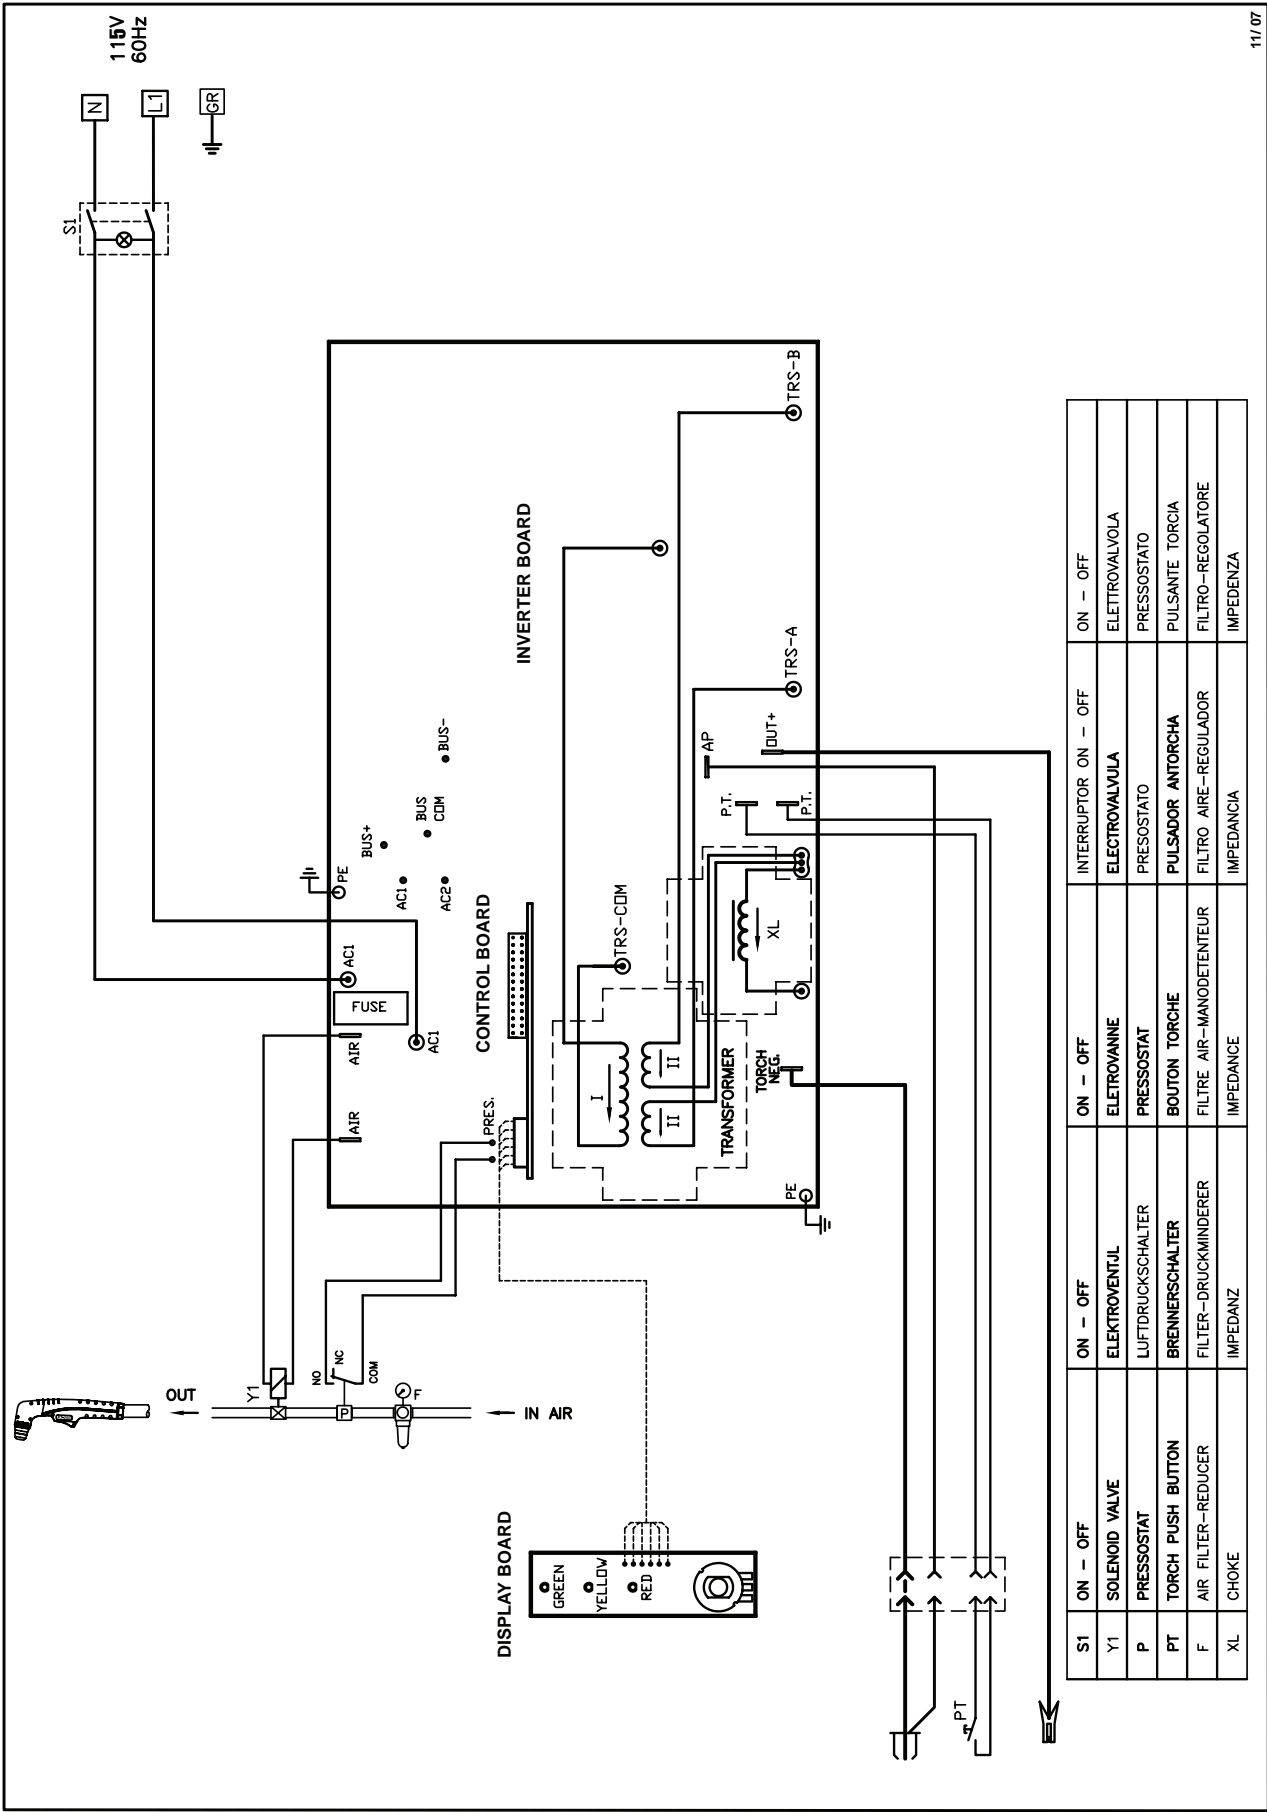 115V
60Hz
N
L1
GR
S1
INVERTER BOARD
TRS-B
TRS-A
BUS-
BUS
COM
BUS+
AC1
AC2
PE
AC1
FUSE
AC1
AIR
AIR
CONTROL BOARD
PRES.
TRS-COM
I
II
II
TRANSFORMER
XL
AP
OUT+
P.T.
P.T.
TORCH
NEG.
PE
OUT
Y1
NO
NC
COM
P
F
IN AIR
DISPLAY BOARD
GREEN
YELLOW
RED
PT
S1 ON - OFF ON - OFF ON - OFF INTERRUPTOR ON - OFF ON - OFF
Y1 SOLENOID VALVE ELEKTROVENTJL ELETROVANNE ELECTROVALVULA ELETTROVALVOLA
P PRESSOSTAT LUFTDRUCKSCHALTER PRESSOSTAT PRESOSTATO PRESSOSTATO
PT TORCH PUSH BUTTON BRENNERSCHALTER BOUTON TORCHE PULSADOR ANTORCHA PULSANTE TORCIA
F AIR FILTER-REDUCER FILTER-DRUCKMINDERER FILTRE AIR-MANODETENTEUR FILTRO AIRE-REGULADOR FILTRO-REGOLATORE
XL CHOKE IMPEDANZ IMPEDANCE IMPEDANCIA IMPEDENZA
11/07